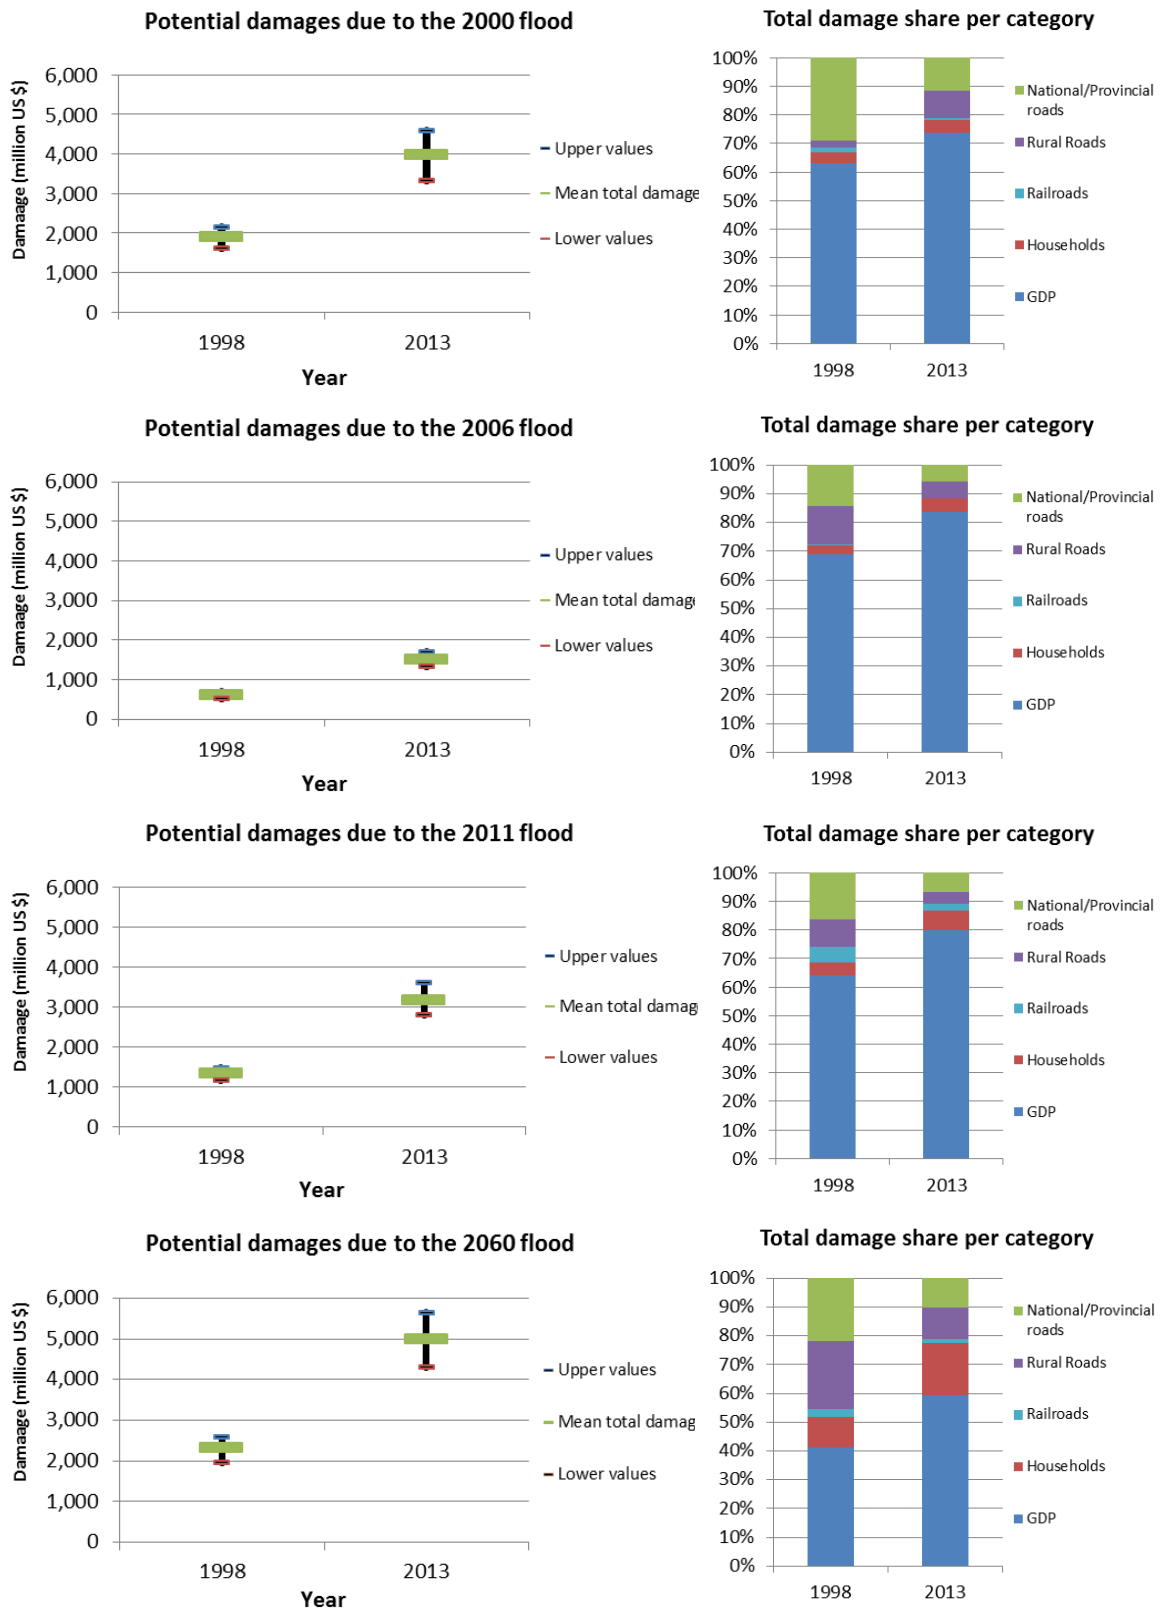 Potential damages due to the 2000 flood
Damaage (million US $)
6,000
5,000
4,000
3,000
2,000
1,000
0
1998
2013
Year
Upper values
Mean total damage
Lower values
Total damage share per category
100%
90%
80%
70%
60%
50%
40%
30%
20%
10%
0%
1998
2013
National/Provincial
roads
Rural Roads
Railroads
Households
GDP
Potential damages due to the 2006 flood
Damaage (million US $)
6,000
5,000
4,000
3,000
2,000
1,000
0
1998
2013
Year
Upper values
Mean total damage
Lower values
Total damage share per category
100%
90%
80%
70%
60%
50%
40%
30%
20%
10%
0%
1998
2013
National/Provincial
roads
Rural Roads
Railroads
Households
GDP
Potential damages due to the 2011 flood
Damaage (million US $)
6,000
5,000
4,000
3,000
2,000
1,000
0
1998
2013
Year
Upper values
Mean total damag
Lower values
Total damage share per category
100%
90%
80%
70%
60%
50%
40%
30%
20%
10%
0%
1998
2013
National/Provincial
roads
Rural Roads
Railroads
Households
GDP
Potential damages due to the 2060 flood
Damaage (million US $)
6,000
5,000
4,000
3,000
2,000
1,000
0
1998
2013
Year
Upper values
Mean total damag
Lower values
Total damage share per category
100%
90%
80%
70%
60%
50%
40%
30%
20%
10%
0%
1998
2013
National/Provincial
roads
Rural Roads
Railroads
Households
GDP